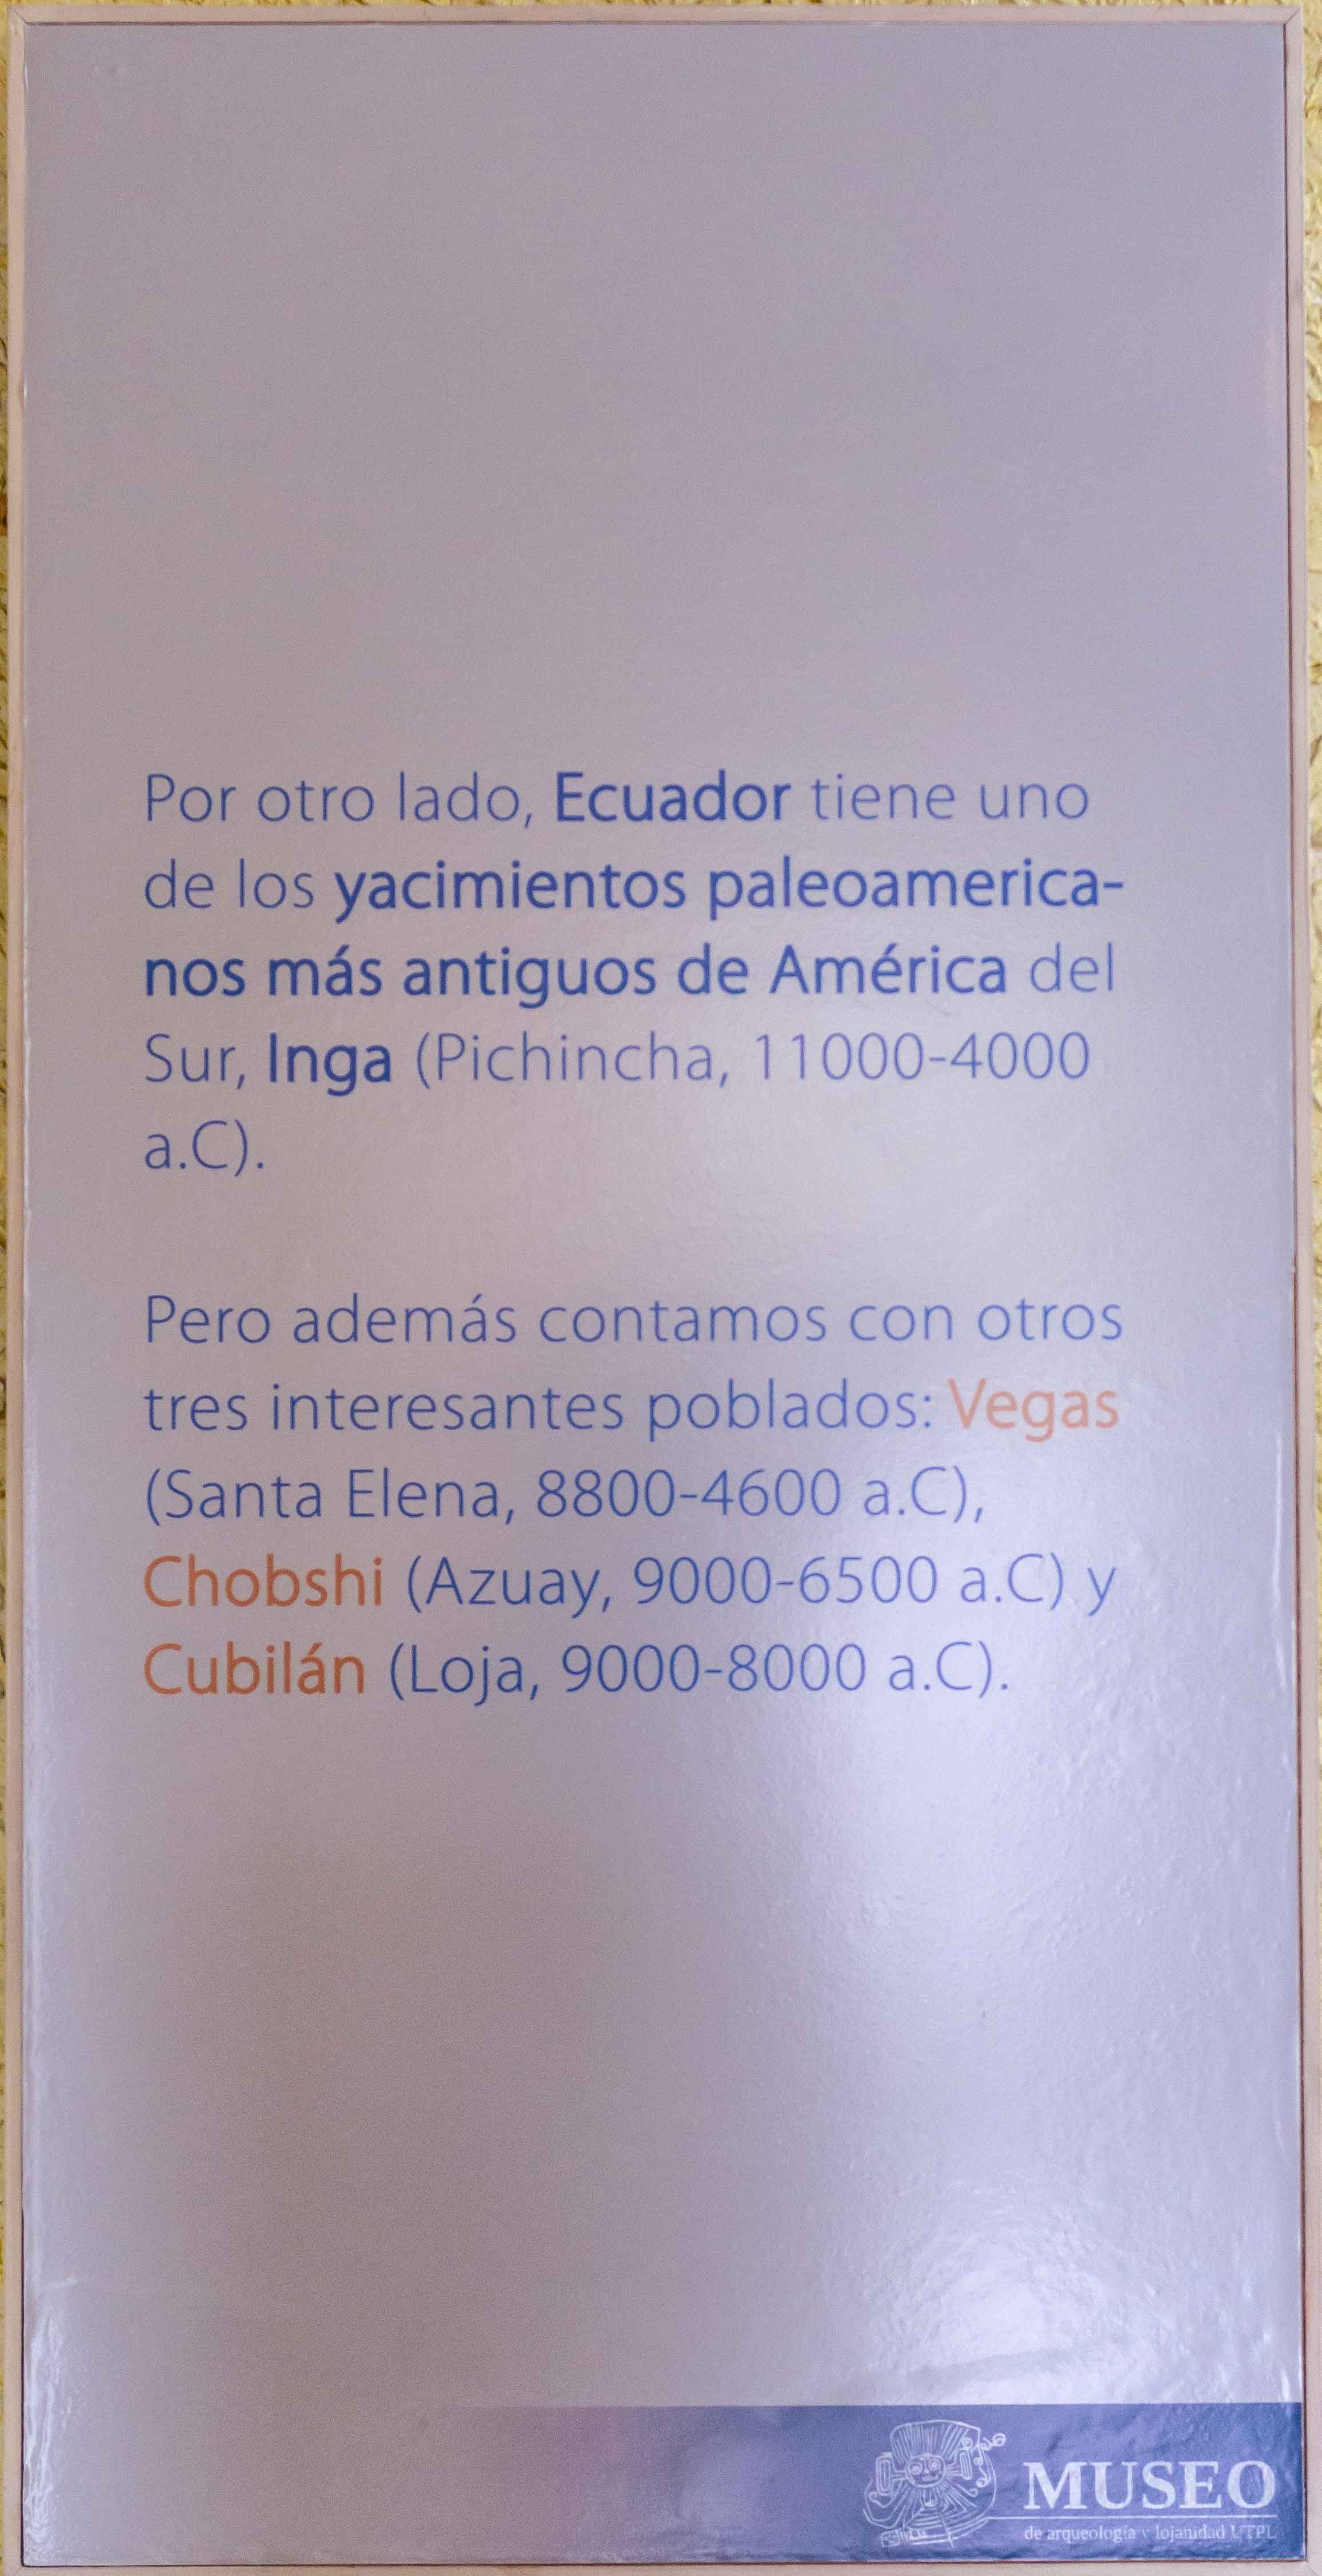 Por otro lado, Ecuador tiene uno
de los yacimientos paleoamerica-
nos más antiguos de América del
Sur, Inga (Pichincha, 11000-4000
a.C).
Pero además contamos con otros
tres interesantes poblados: Vegas
(Santa Elena, 8800-4600 a.C),
Chobshi (Azuay, 9000-6500 a.C) y
Cubilán (Loja, 9000-8000 a.C).
MUSEO
de arqueología y lojanidad UTPL